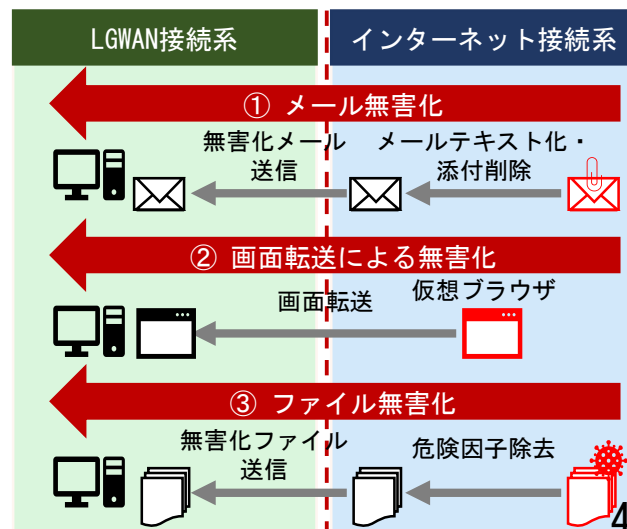 LGWAN接続系
インターネット接続系
① メール無害化
無害化メール
送信
メールテキスト化・
添付削除
② 画面転送による無害化
画面転送
仮想ブラウザ
③ ファイル無害化
無害化ファイル
送信
危険因子除去
4